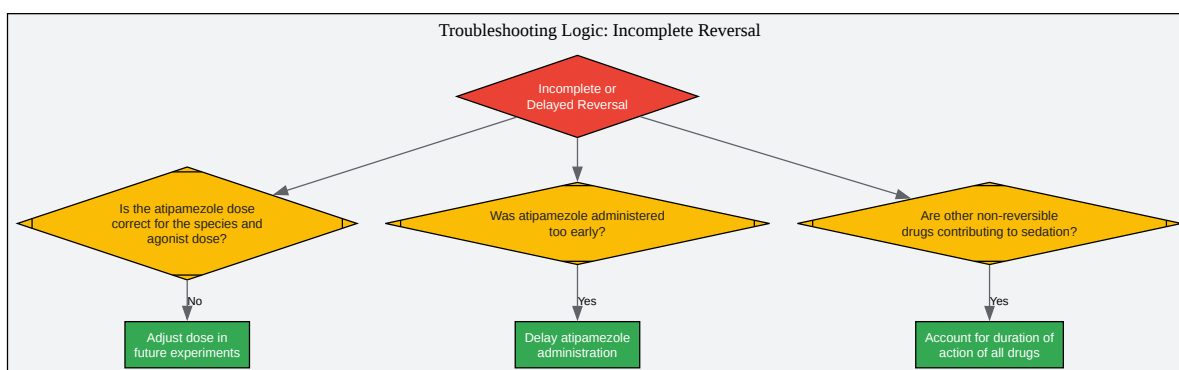 Troubleshooting Logic: Incomplete Reversal
Incomplete or
Delayed Reversal
Is the atipamezole dose
correct for the species and
agonist dose?
Was atipamezole administered
too early?
Are other non-reversible
drugs contributing to sedation?
No
Yes
Yes
Adjust dose in
future experiments
Delay atipamezole
administration
Account for duration of
action of all drugs